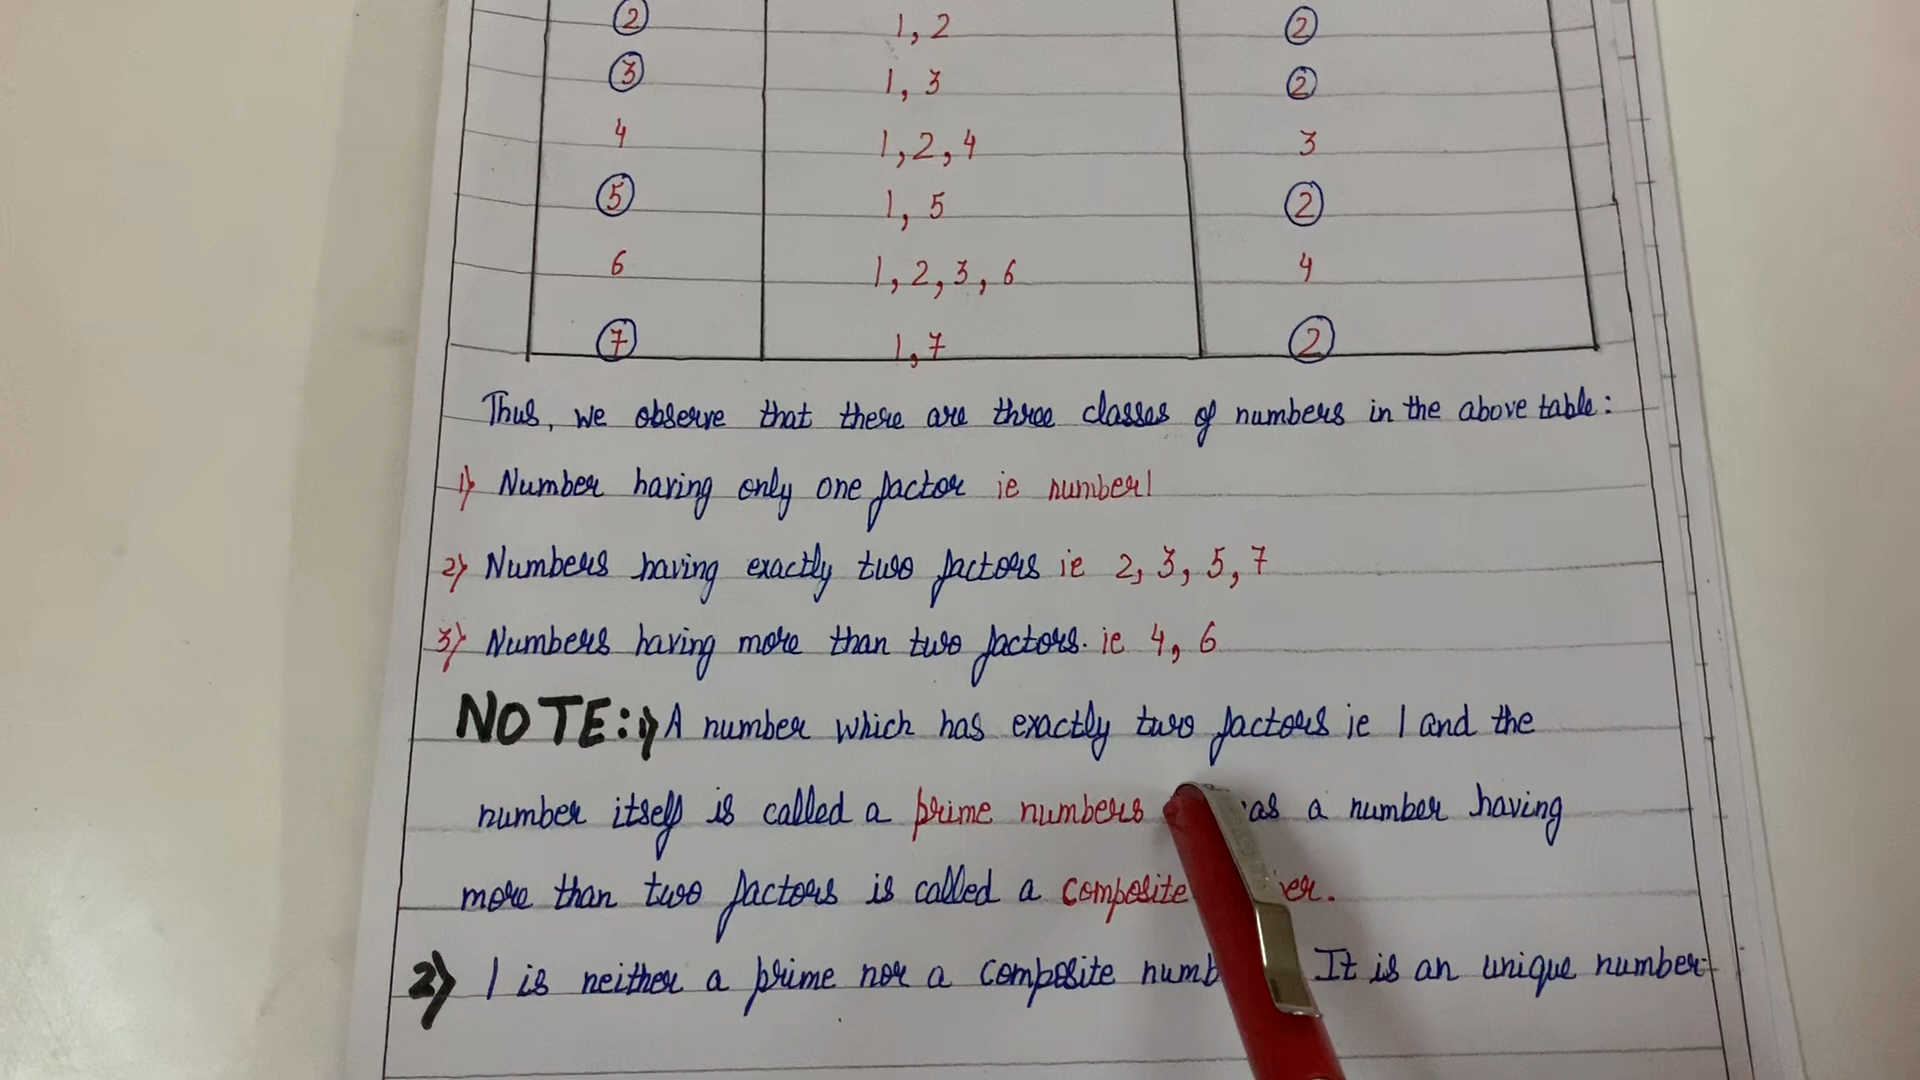 2 1, 2 2
3 1, 3 2
4 1, 2, 4 3
5 1, 5 2
6 1, 2, 3, 6 4
7 1, 7 2
Thus, we observe that there are three classes of numbers in the above table:
1) Number having only one factor ie number 1
2) Numbers having exactly two factors ie 2, 3, 5, 7
3) Numbers having more than two factors. ie 4, 6
NOTE: 1) A number which has exactly two factors ie 1 and the
number itself is called a prime numbers as a number having
more than two factors is called a composite er.
2) 1 is neither a prime nor a composite numb It is an unique number